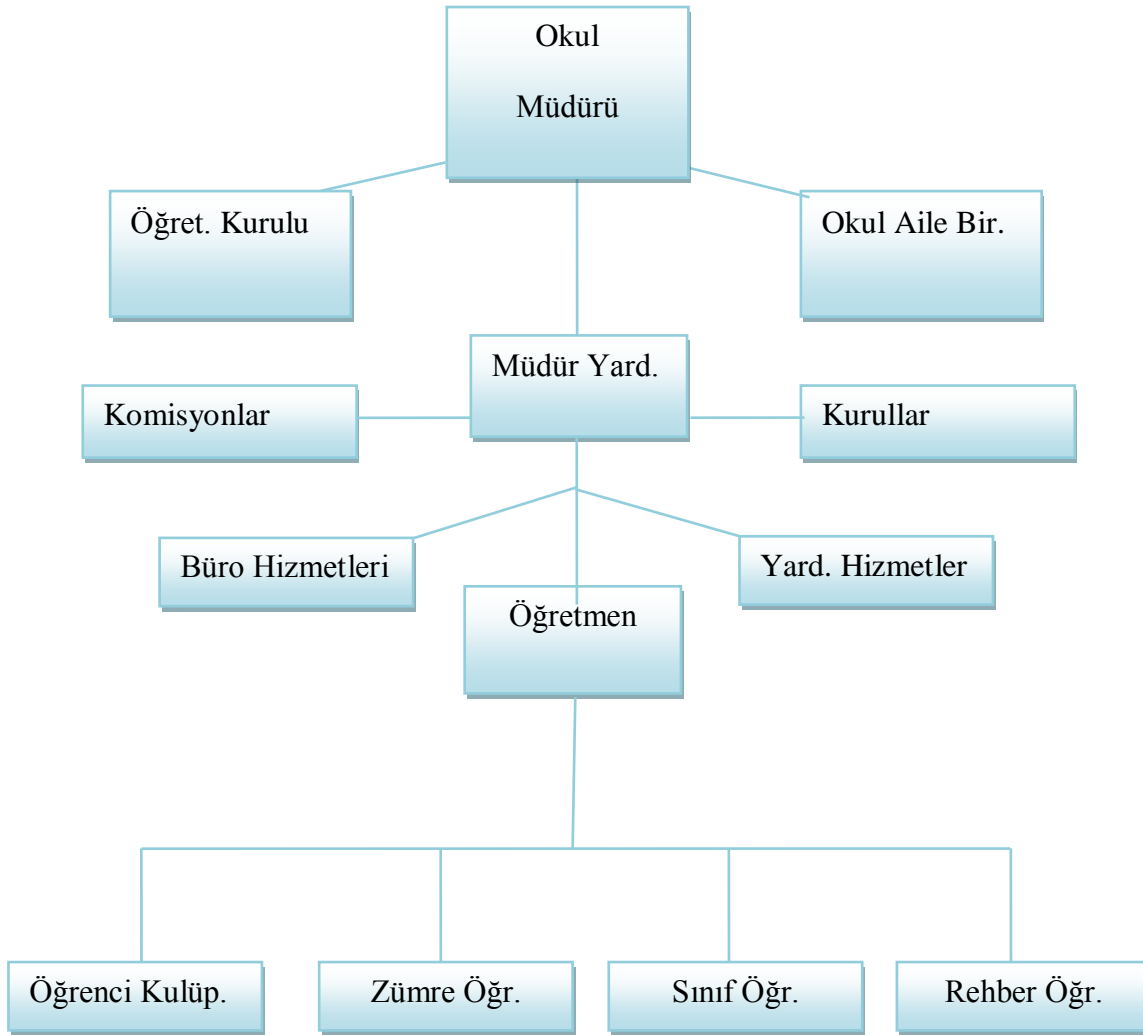 Okul
Müdürü
Öğret. Kurulu
Okul Aile Bir.
Müdür Yard.
Komisyonlar
Kurullar
Büro Hizmetleri
Yard. Hizmetler
Öğretmen
Öğrenci Kulüp.
Zümre Öğr.
Sınıf Öğr.
Rehber Öğr.